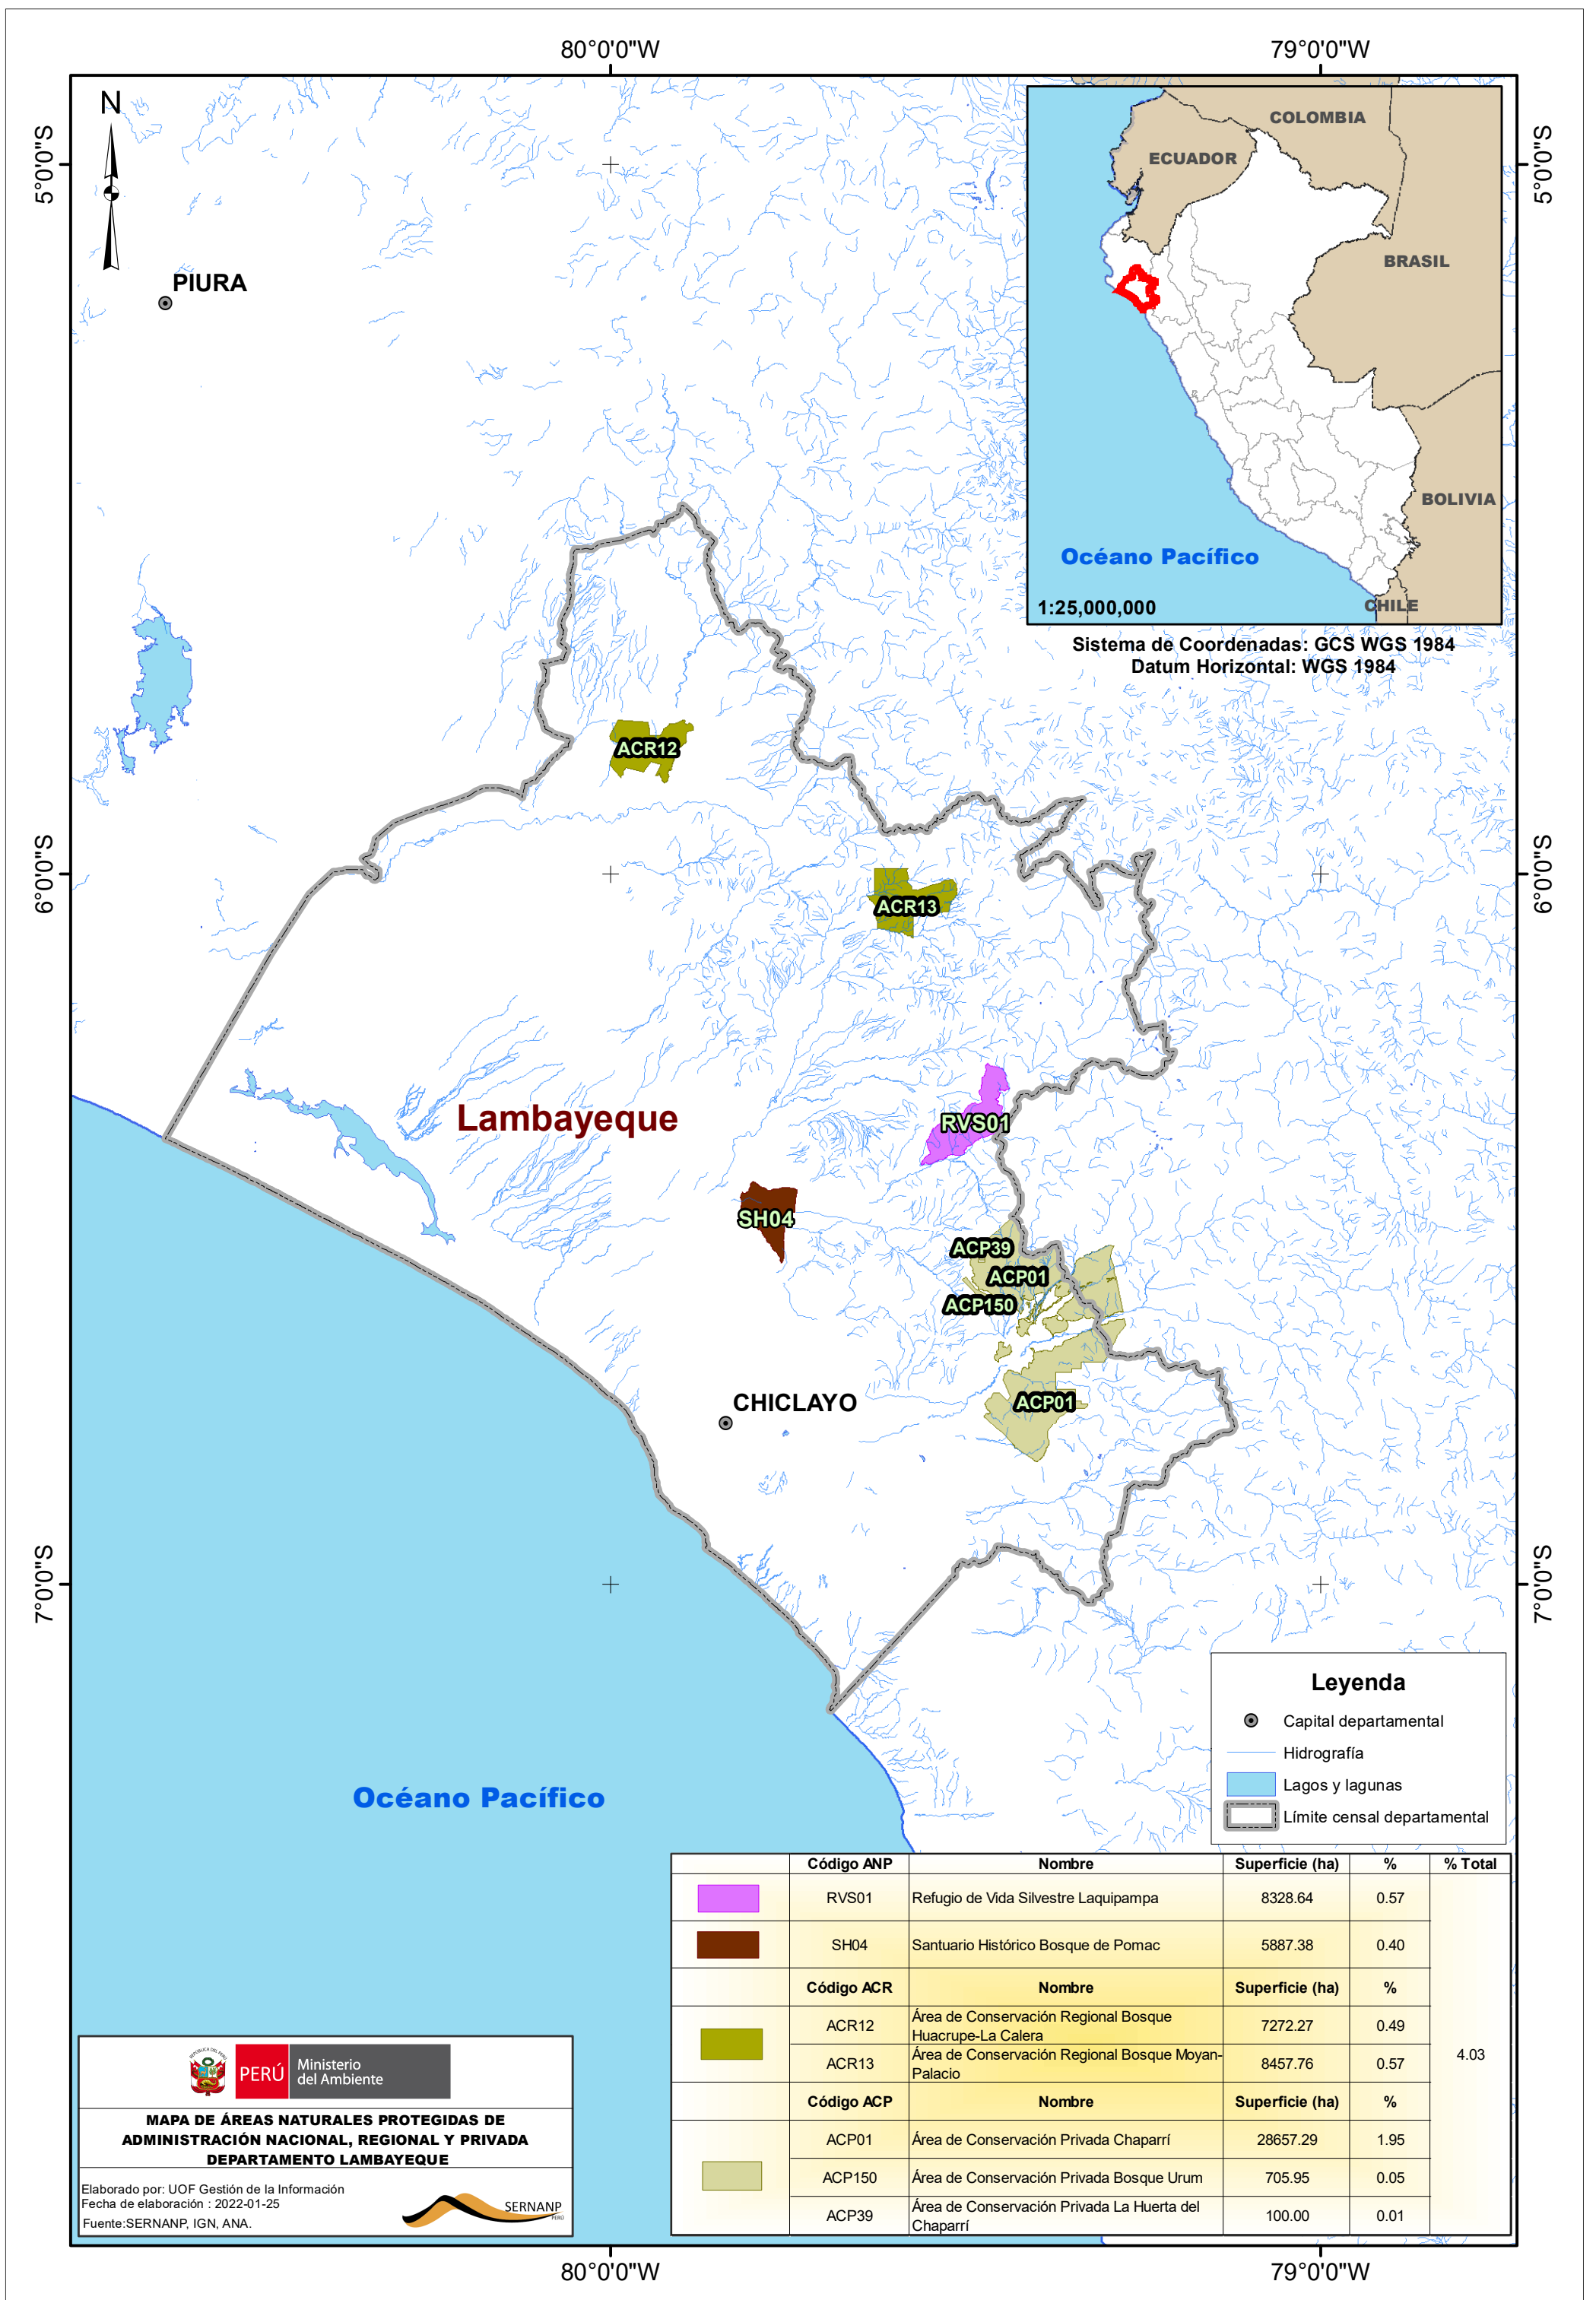 80°0'0"W
79°0'0"W
N
5°0'0"S
5°0'0"S
COLOMBIA
ECUADOR
BRASIL
BOLIVIA
CHILE
Océano Pacífico
1:25,000,000
Sistema de Coordenadas: GCS WGS 1984
Datum Horizontal: WGS 1984
PIURA
ACR12
6°0'0"S
6°0'0"S
ACR13
Lambayeque
RVS01
SH04
ACP39
ACP01
ACP150
ACP01
CHICLAYO
7°0'0"S
7°0'0"S
Océano Pacífico
Leyenda
Capital departamental
Hidrografía
Lagos y lagunas
Límite censal departamental
Código ANP Nombre Superficie (ha) % % Total
RVS01 Refugio de Vida Silvestre Laquipampa 8328.64 0.57
SH04 Santuario Histórico Bosque de Pomac 5887.38 0.40
Código ACR Nombre Superficie (ha) %
ACR12 Área de Conservación Regional Bosque Huacrupe-La Calera 7272.27 0.49
ACR13 Área de Conservación Regional Bosque Moyan-Palacio 8457.76 0.57
4.03
Código ACP Nombre Superficie (ha) %
ACP01 Área de Conservación Privada Chaparrí 28657.29 1.95
ACP150 Área de Conservación Privada Bosque Urum 705.95 0.05
ACP39 Área de Conservación Privada La Huerta del Chaparrí 100.00 0.01
REPÚBLICA DEL PERÚ
PERÚ
Ministerio
del Ambiente
MAPA DE ÁREAS NATURALES PROTEGIDAS DE
ADMINISTRACIÓN NACIONAL, REGIONAL Y PRIVADA
DEPARTAMENTO LAMBAYEQUE
Elaborado por: UOF Gestión de la Información
Fecha de elaboración : 2022-01-25
Fuente:SERNANP, IGN, ANA.
SERNANP
PERÚ
80°0'0"W
79°0'0"W